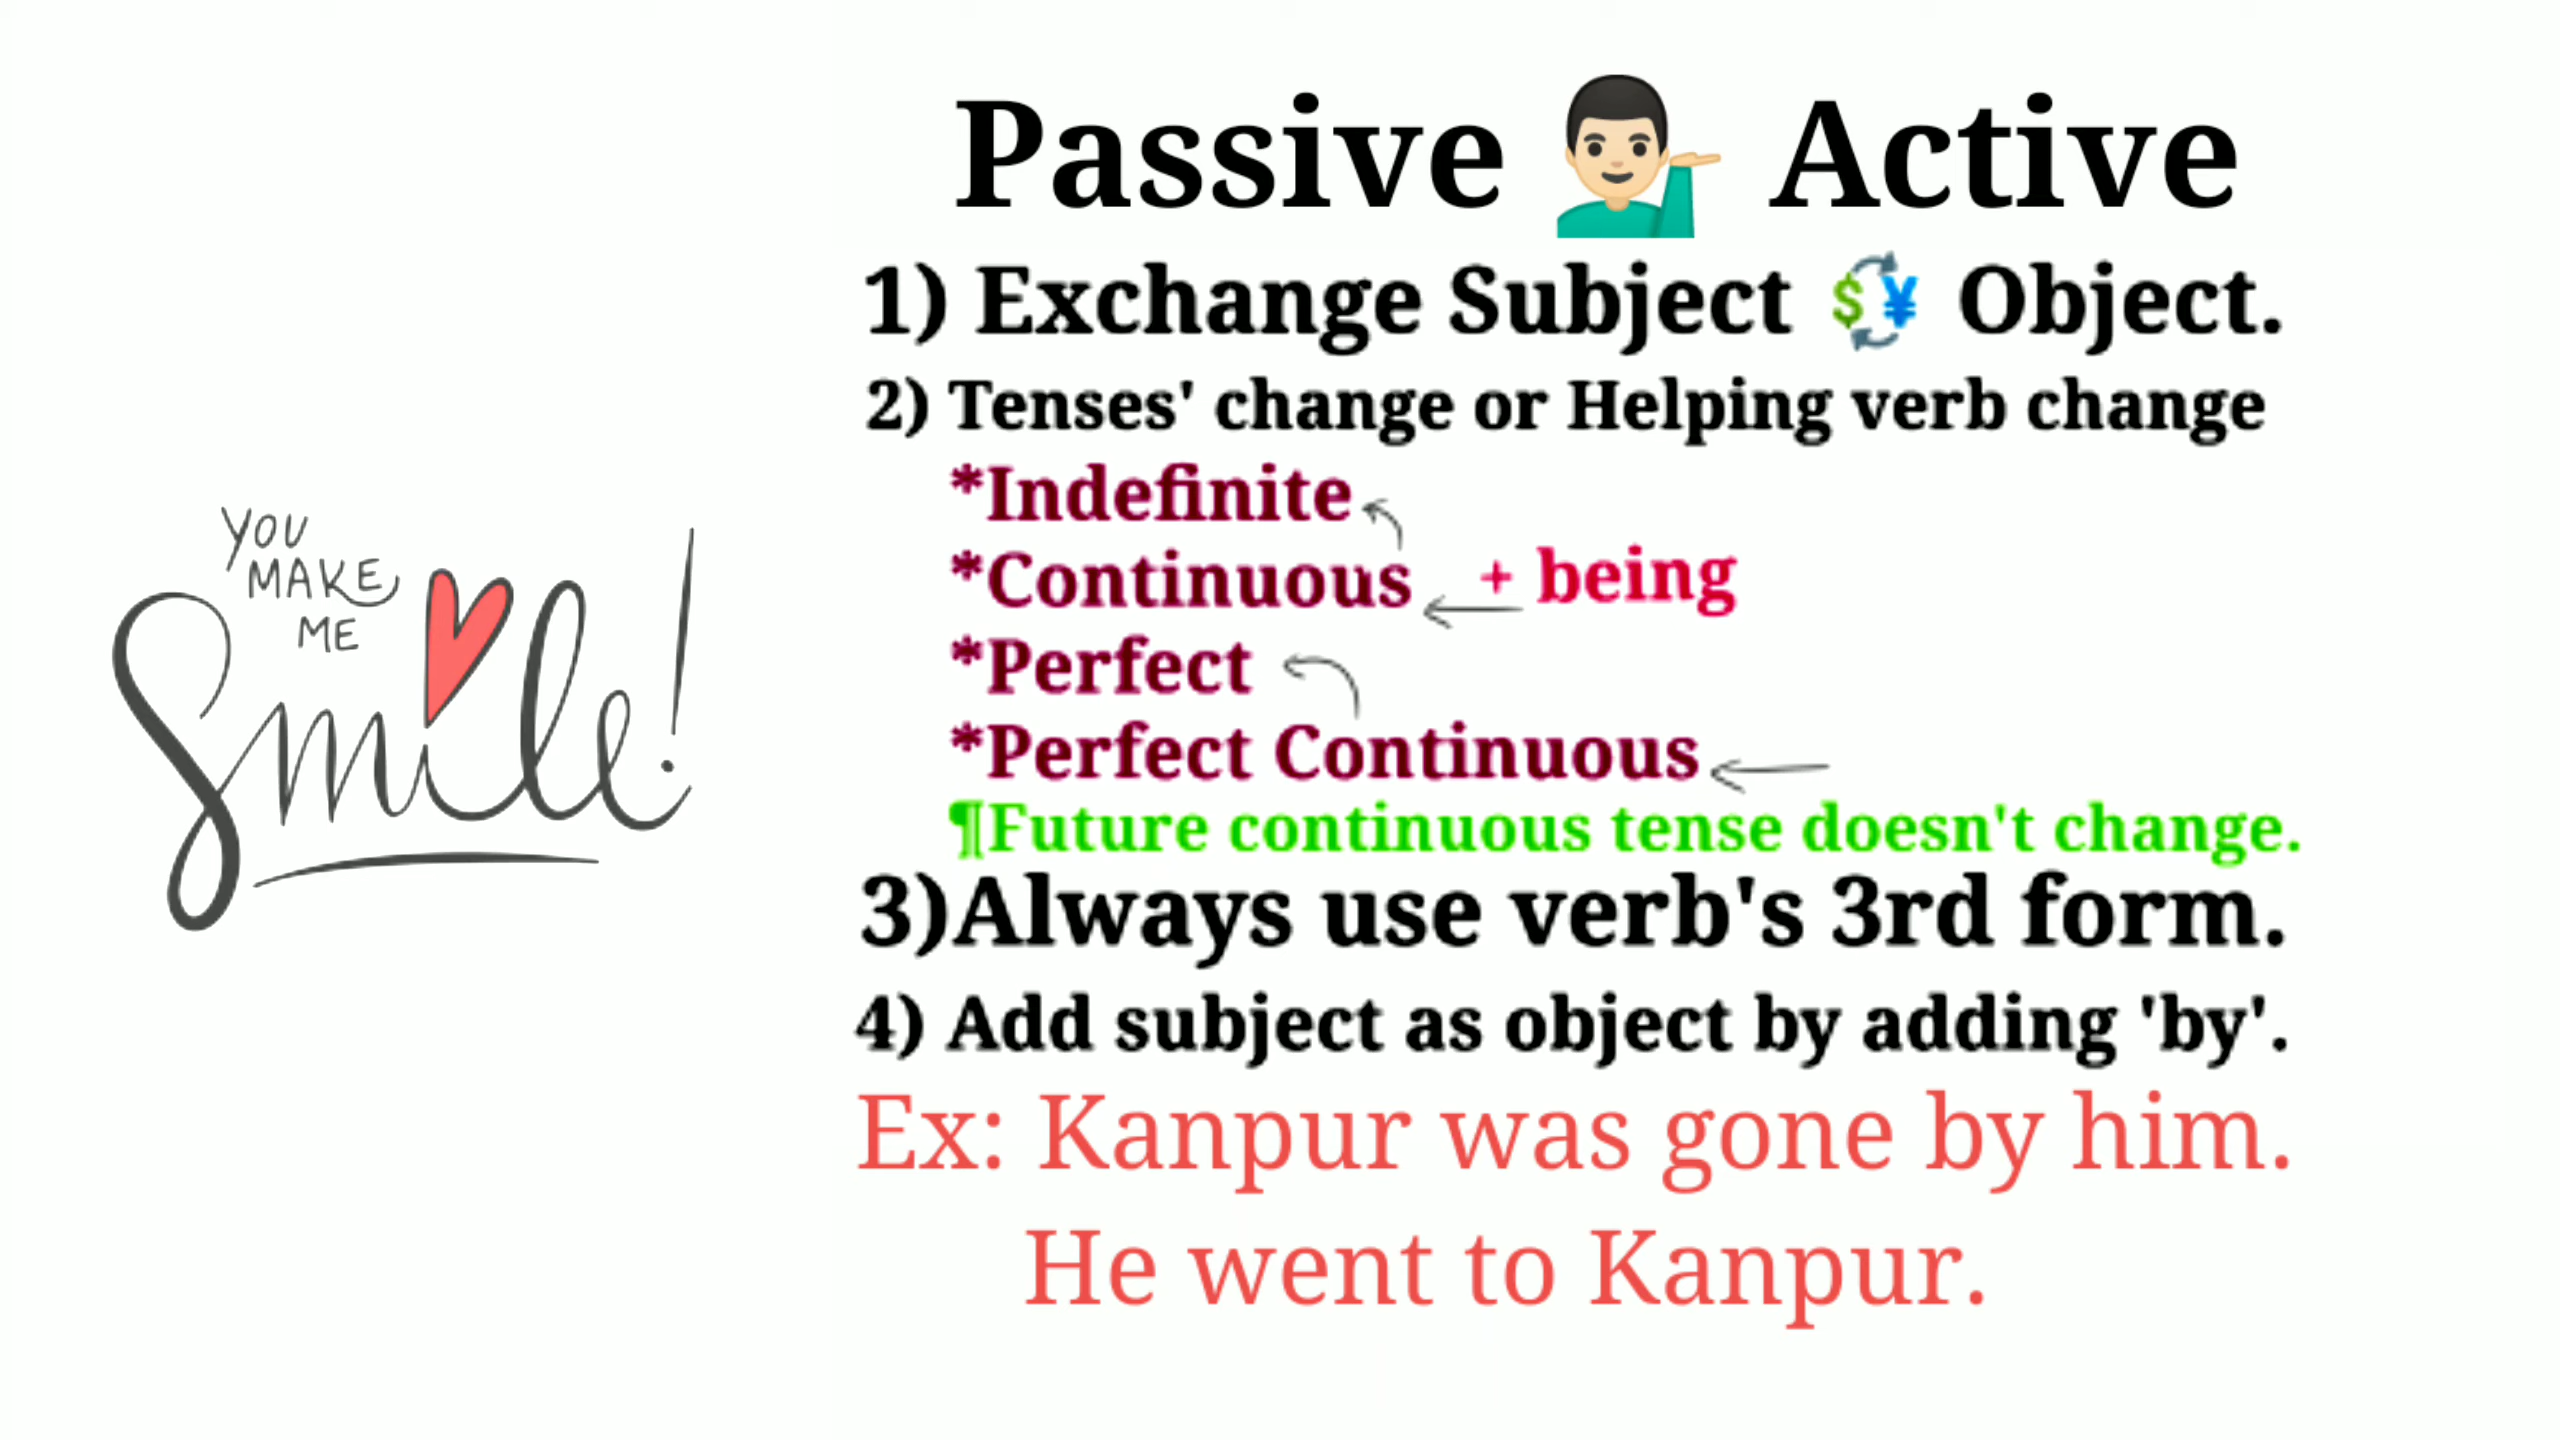 YOU
MAKE
ME
Smile!
Passive 💁🏻‍♂️ Active
1) Exchange Subject 💱 Object.
2) Tenses' change or Helping verb change
*Indefinite
*Continuous + being
*Perfect
*Perfect Continuous
¶Future continuous tense doesn't change.
3)Always use verb's 3rd form.
4) Add subject as object by adding 'by'.
Ex: Kanpur was gone by him.
He went to Kanpur.